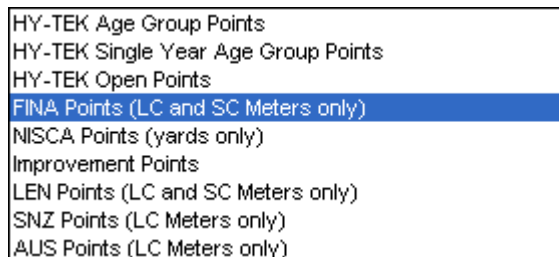 HY-TEK Age Group Points
HY-TEK Single Year Age Group Points
HY-TEK Open Points
FINA Points (LC and SC Meters only)
NISCA Points (yards only)
Improvement Points
LEN Points (LC and SC Meters only)
SNZ Points (LC Meters only)
AUS Points (LC Meters only)